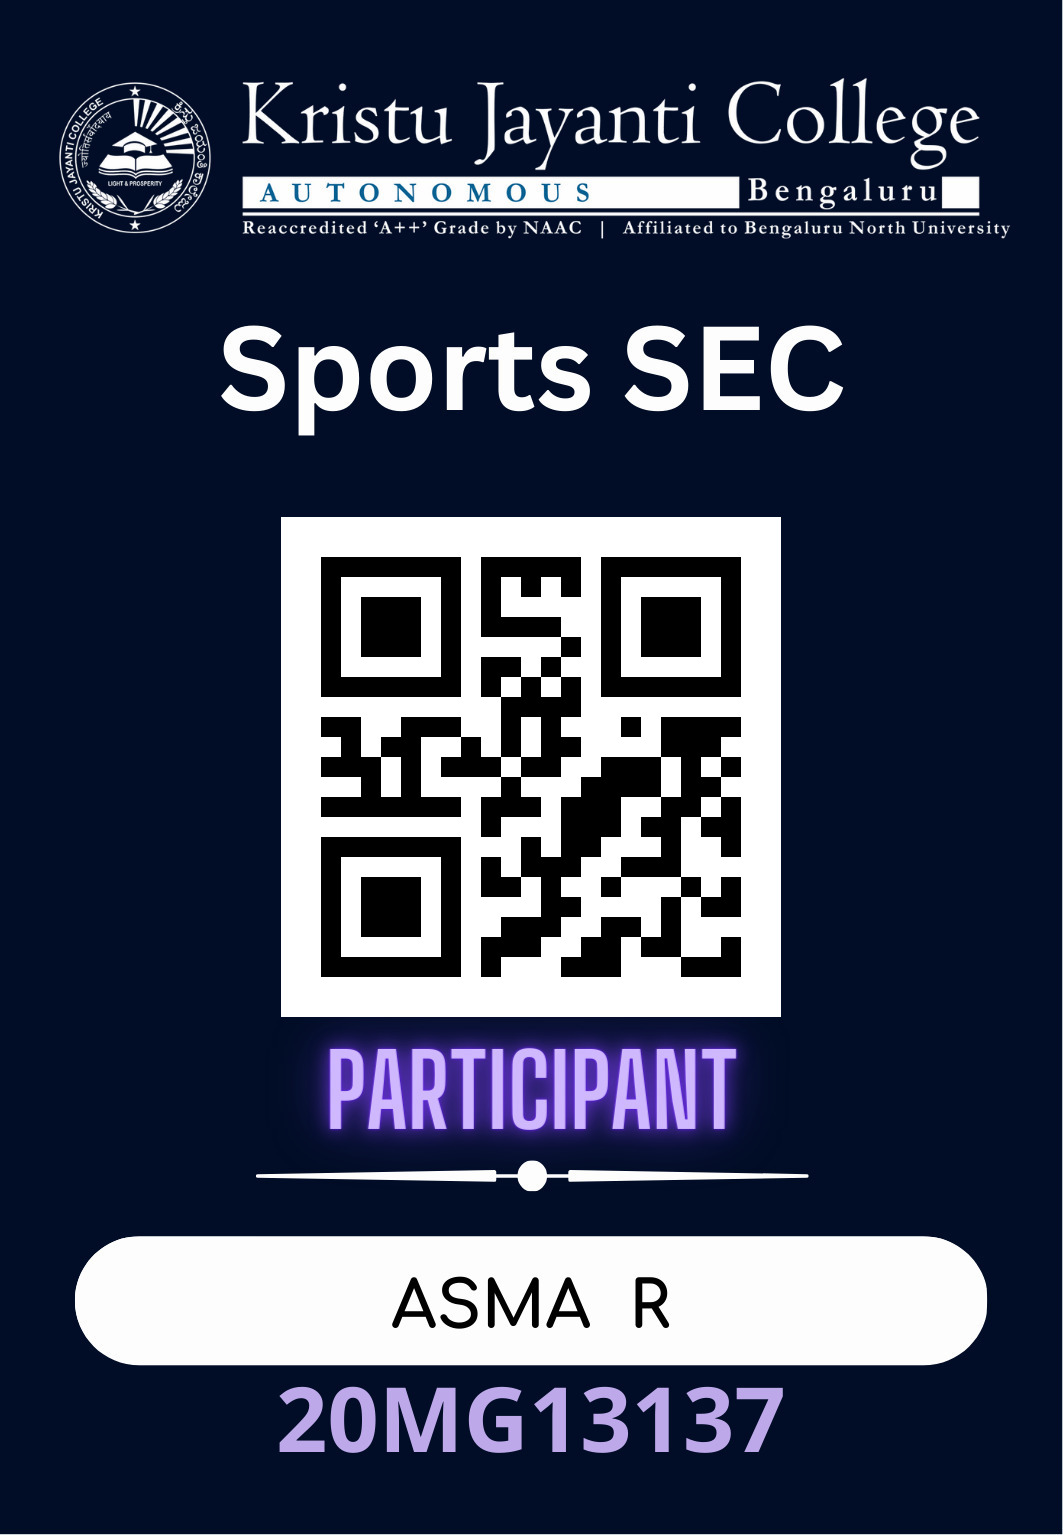 KRISTU JAYANTI COLLEGE
ಕ್ರಿಸ್ತು ಜಯಂತಿ ಕಾಲೇಜು
LIGHT & PROSPERITY
Kristu Jayanti College
AUTONOMOUS Bengaluru
Reaccredited ‘A++’ Grade by NAAC | Affiliated to Bengaluru North University
Sports SEC
PARTICIPANT
ASMA R
20MG13137